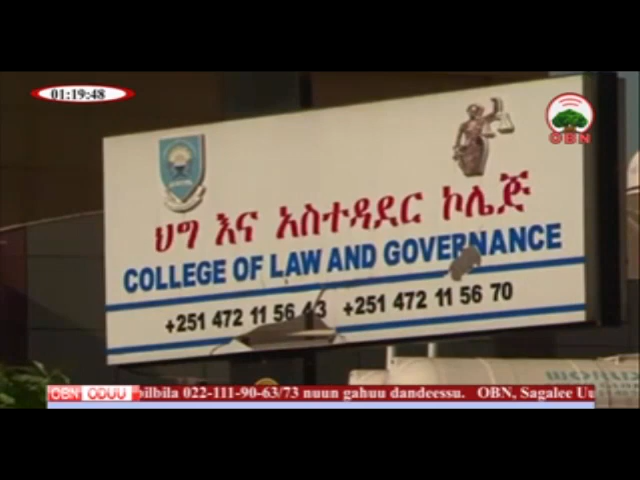 01:19:48
OBN
ህግ እና አስተዳደር ኮሌጅ
COLLEGE OF LAW AND GOVERNANCE
+251 472 11 56 43 +251 472 11 56 70
OBN ODUU bilbila 022-111-90-63/73 nuun gahuu dandeessu. OBN, Sagalee Uu